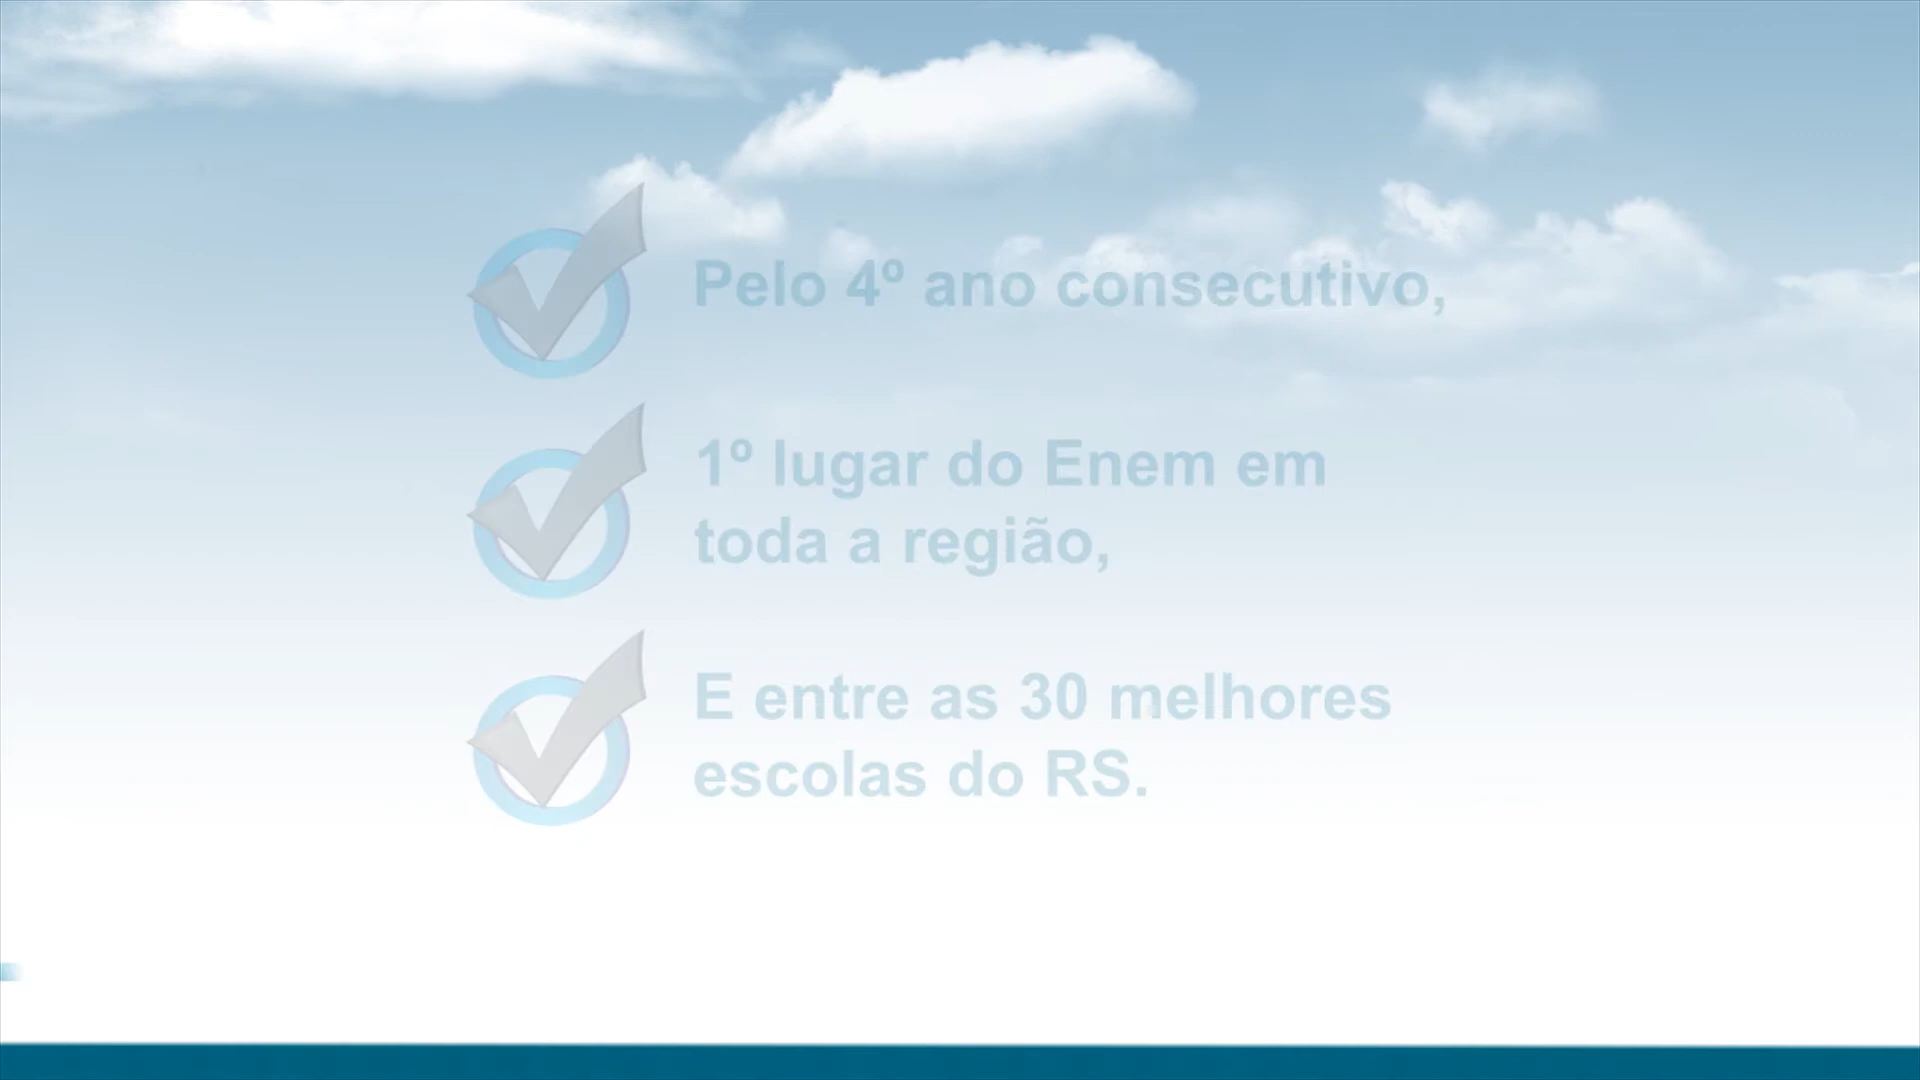 Pelo 4º ano consecutivo,
1º lugar do Enem em
toda a região,
E entre as 30 melhores
escolas do RS.